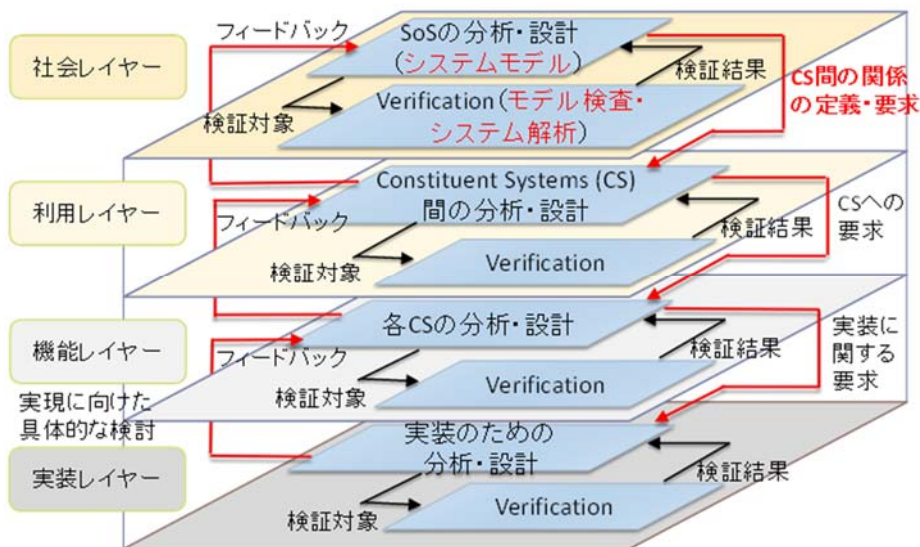 フィードバック
SoSの分析・設計
(システムモデル)
社会レイヤー
検証結果
CS間の関係
の定義・要求
検証対象
Verification (モデル検査・
システム解析)
Constituent Systems (CS)
間の分析・設計
利用レイヤー
フィードバック
検証結果
CSへの
要求
検証対象
Verification
各CSの分析・設計
機能レイヤー
フィードバック
検証結果
実装に
関する
要求
検証対象
Verification
実現に向けた
具体的な検討
実装のための
分析・設計
実装レイヤー
検証結果
検証対象
Verification